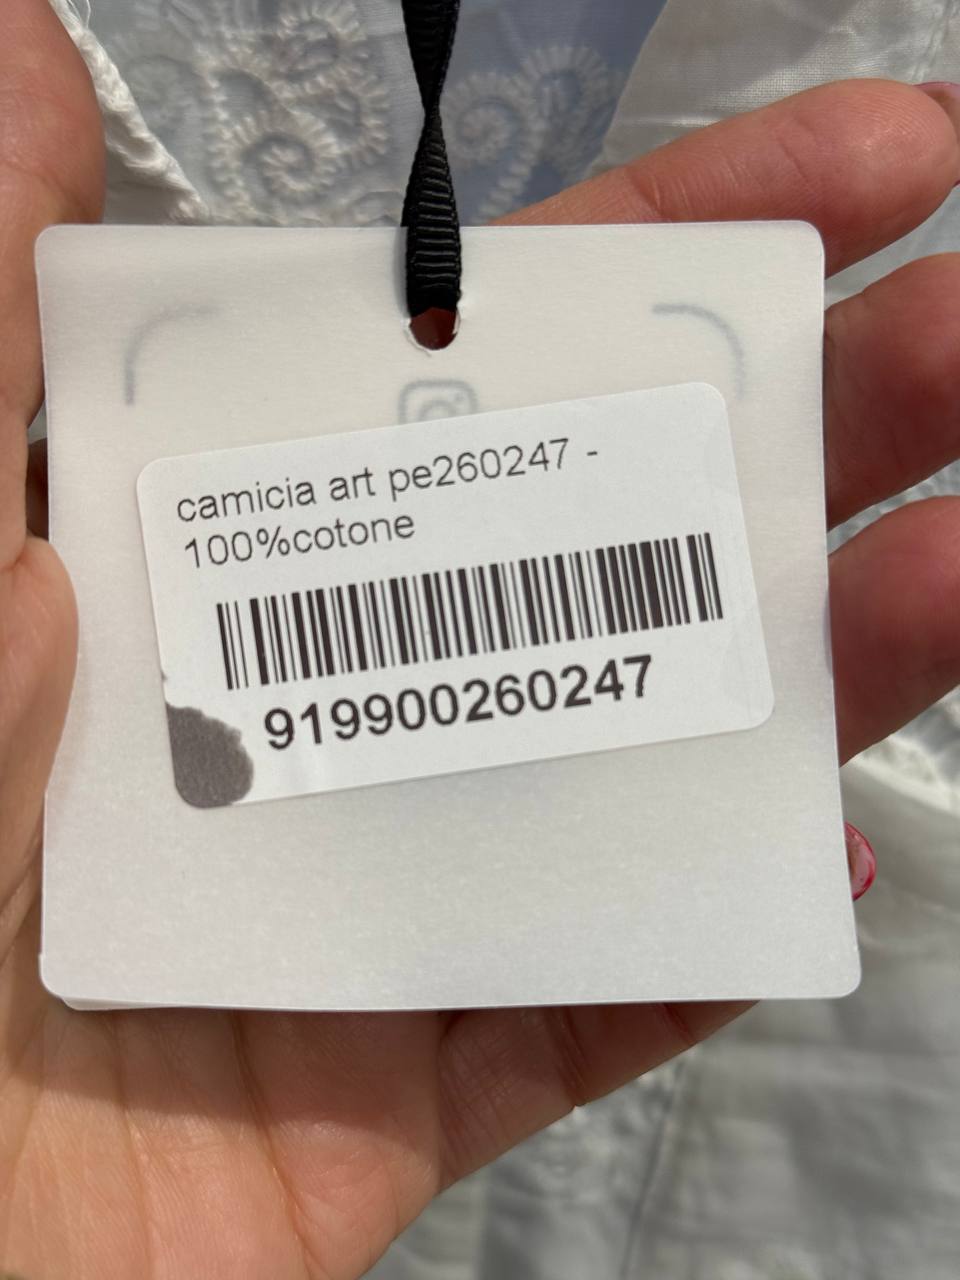 camicia art pe260247 -
100%cotone
919900260247